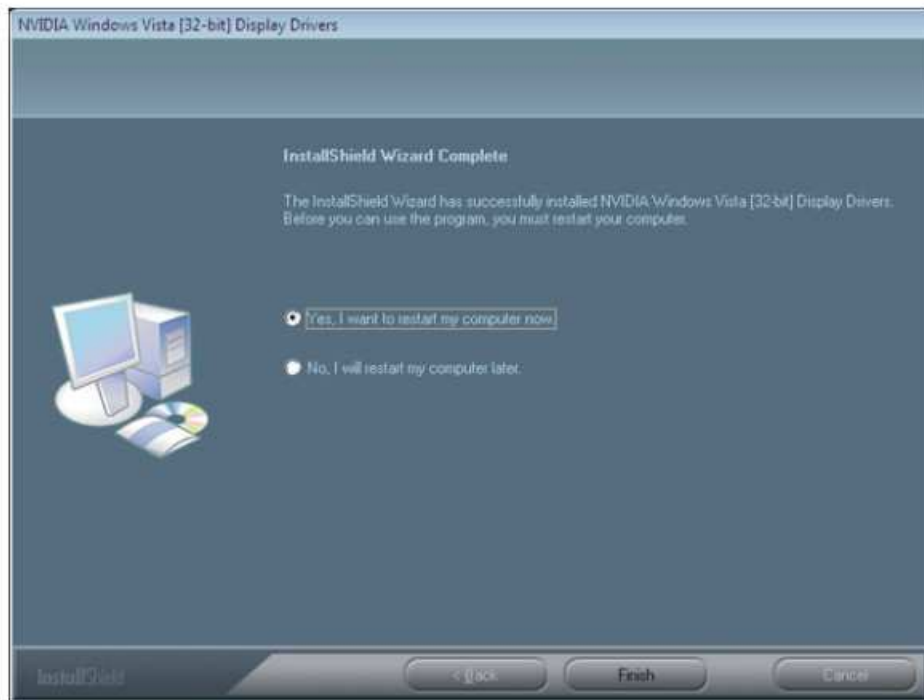 NVIDIA Windows Vista [32-bit] Display Drivers
InstallShield Wizard Complete
The InstallShield Wizard has successfully installed NVIDIA Windows Vista [32-bit] Display Drivers.
Before you can use the program, you must restart your computer.
Yes, I want to restart my computer now.
No, I will restart my computer later.
InstallShield
< Back
Finish
Cancel